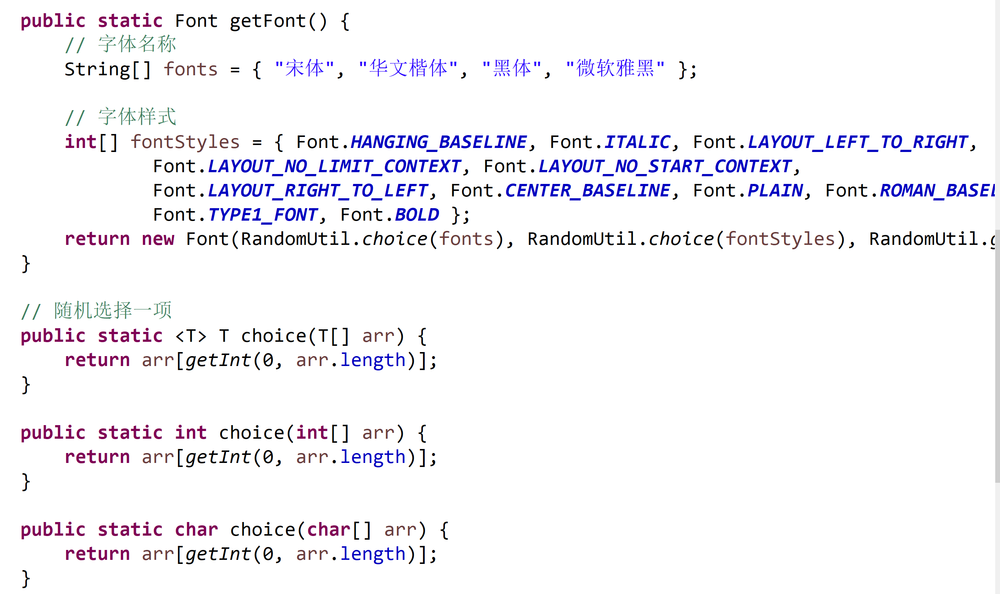 public static Font getFont() {
// 字体名称
String[] fonts = { "宋体", "华文楷体", "黑体", "微软雅黑" };
// 字体样式
int[] fontStyles = { Font.HANGING_BASELINE, Font.ITALIC, Font.LAYOUT_LEFT_TO_RIGHT,
Font.LAYOUT_NO_LIMIT_CONTEXT, Font.LAYOUT_NO_START_CONTEXT,
Font.LAYOUT_RIGHT_TO_LEFT, Font.CENTER_BASELINE, Font.PLAIN, Font.ROMAN_BASEL
Font.TYPE1_FONT, Font.BOLD };
return new Font(RandomUtil.choice(fonts), RandomUtil.choice(fontStyles), RandomUtil.
}
// 随机选择一项
public static <T> T choice(T[] arr) {
return arr[getInt(0, arr.length)];
}
public static int choice(int[] arr) {
return arr[getInt(0, arr.length)];
}
public static char choice(char[] arr) {
return arr[getInt(0, arr.length)];
}